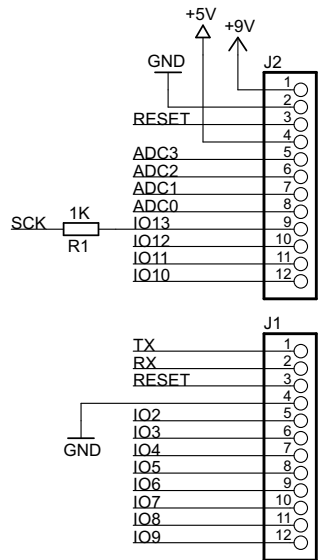 +5V
+9V
GND
J2
1
2
RESET 3
4
ADC3 5
ADC2 6
ADC1 7
ADC0 8
SCK 1K IO13 9
R1
IO12 10
IO11 11
IO10 12
J1
TX 1
RX 2
RESET 3
4
IO2 5
IO3 6
GND
IO4 7
IO5 8
IO6 9
IO7 10
IO8 11
IO9 12